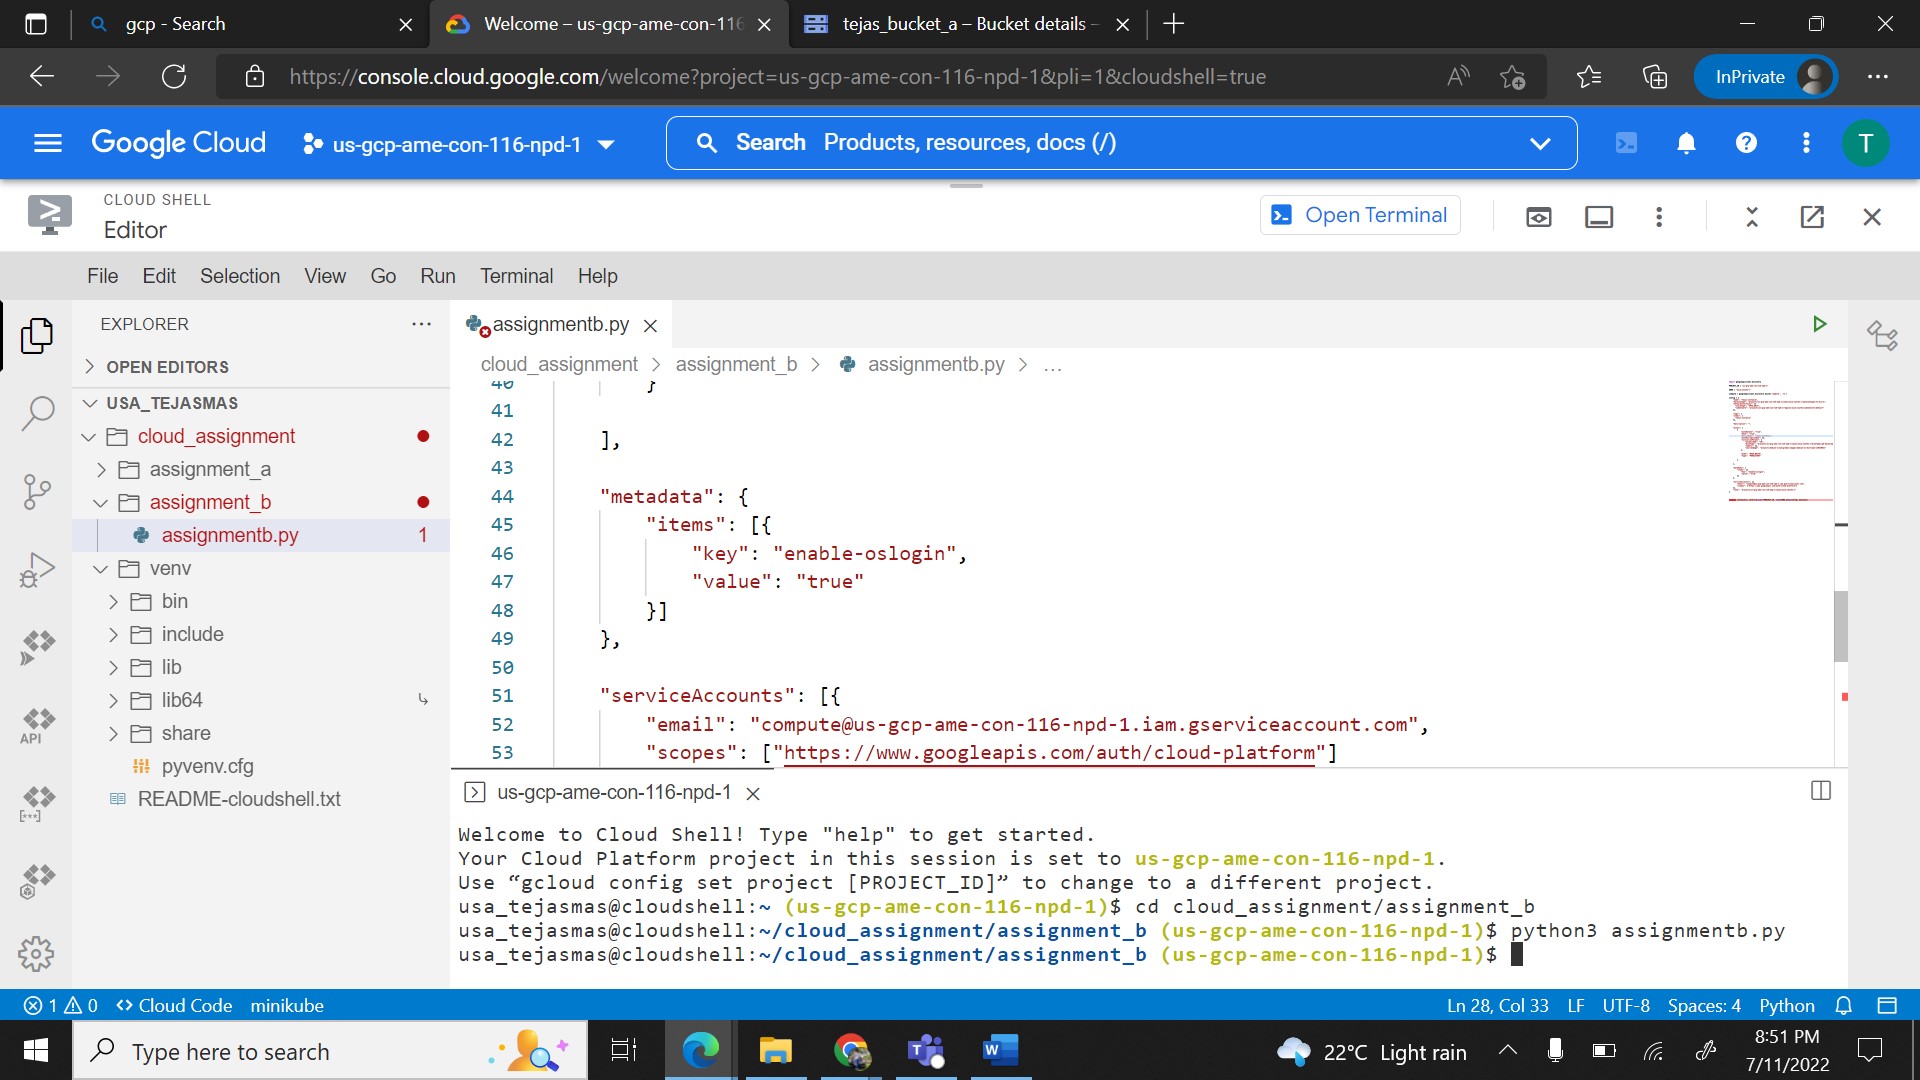 gcp - Search
Welcome – us-gcp-ame-con-116
tejas_bucket_a – Bucket details –
https://console.cloud.google.com/welcome?project=us-gcp-ame-con-116-npd-1&pli=1&cloudshell=true
InPrivate
Google Cloud
us-gcp-ame-con-116-npd-1
Search Products, resources, docs (/)
T
CLOUD SHELL
Editor
Open Terminal
File Edit Selection View Go Run Terminal Help
EXPLORER
OPEN EDITORS
USA_TEJASMAS
cloud_assignment
assignment_a
assignment_b
assignmentb.py 1
venv
bin
include
lib
lib64
share
pyvenv.cfg
README-cloudshell.txt
API
assignmentb.py
cloud_assignment > assignment_b > assignmentb.py > ...
40 }
41
42 ],
43
44 "metadata": {
45 "items": [{
46 "key": "enable-oslogin",
47 "value": "true"
48 }]
49 },
50
51 "serviceAccounts": [{
52 "email": "compute@us-gcp-ame-con-116-npd-1.iam.gserviceaccount.com",
53 "scopes": ["https://www.googleapis.com/auth/cloud-platform"]
us-gcp-ame-con-116-npd-1
Welcome to Cloud Shell! Type "help" to get started.
Your Cloud Platform project in this session is set to us-gcp-ame-con-116-npd-1.
Use “gcloud config set project [PROJECT_ID]” to change to a different project.
usa_tejasmas@cloudshell:~ (us-gcp-ame-con-116-npd-1)$ cd cloud_assignment/assignment_b
usa_tejasmas@cloudshell:~/cloud_assignment/assignment_b (us-gcp-ame-con-116-npd-1)$ python3 assignmentb.py
usa_tejasmas@cloudshell:~/cloud_assignment/assignment_b (us-gcp-ame-con-116-npd-1)$
1 0 <> Cloud Code minikube
Ln 28, Col 33 LF UTF-8 Spaces: 4 Python
Type here to search
22°C Light rain
8:51 PM
7/11/2022